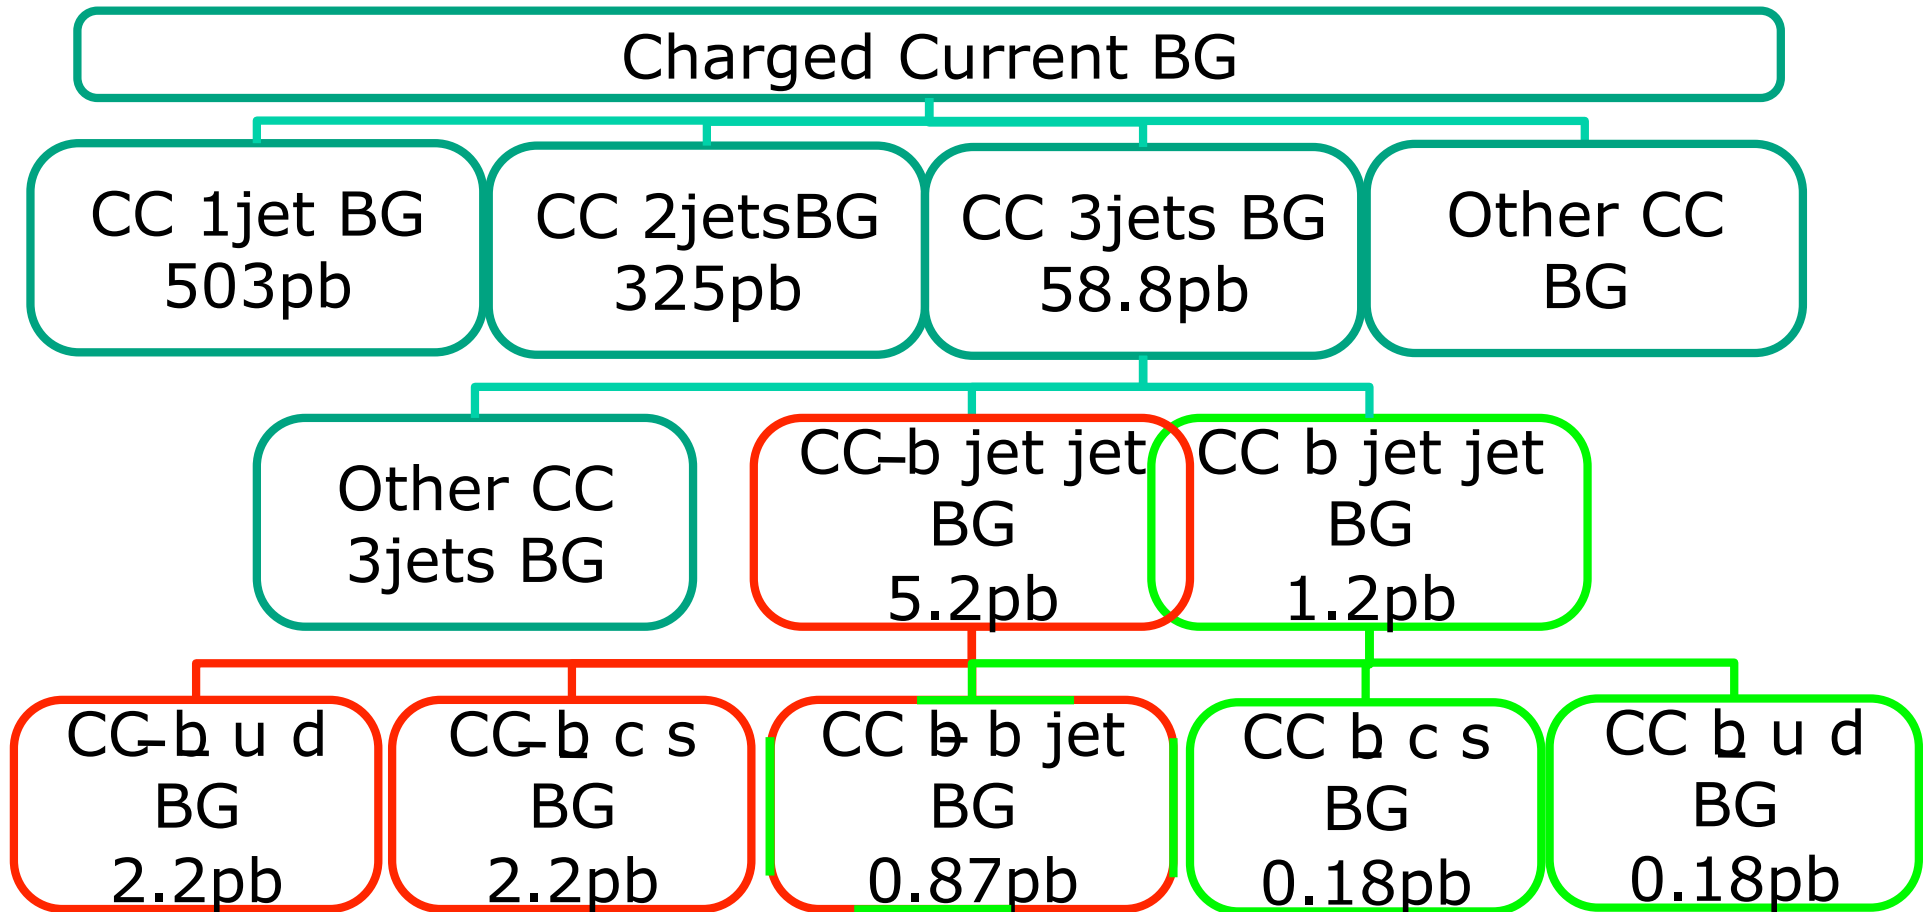 Charged Current BG
CC 1jet BG
503pb
CC 2jetsBG
325pb
CC 3jets BG
58.8pb
Other CC
BG
Other CC
3jets BG
CC b jet jet
BG
5.2pb
CC b jet jet
BG
1.2pb
CC b u d
BG
2.2pb
CC b c s
BG
2.2pb
CC b b jet
BG
0.87pb
CC b c s
BG
0.18pb
CC b u d
BG
0.18pb